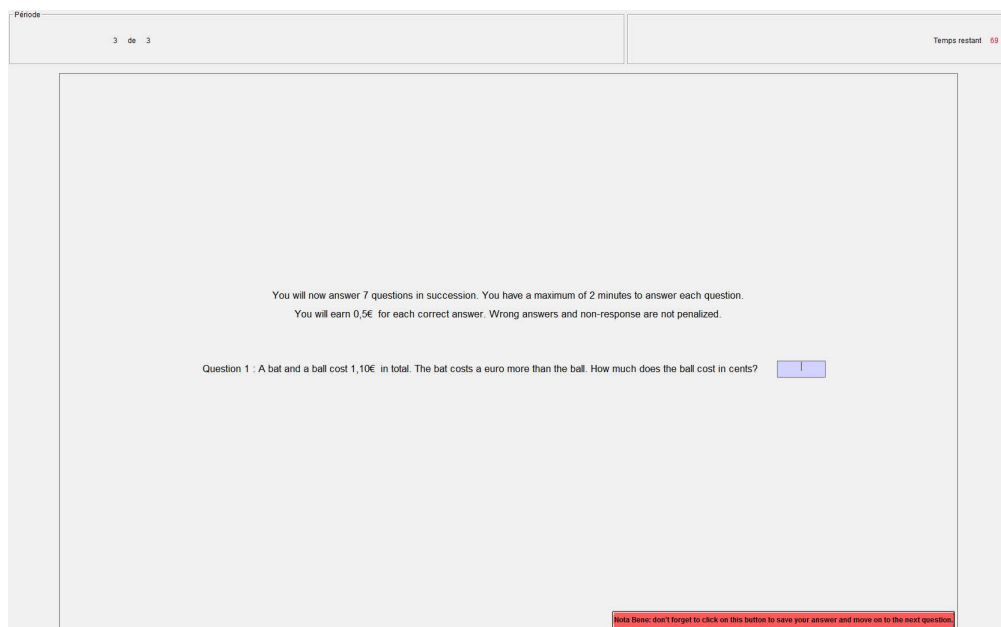 Période
3 de 3
Temps restant 69
You will now answer 7 questions in succession. You have a maximum of 2 minutes to answer each question.
You will earn 0,5€ for each correct answer. Wrong answers and non-response are not penalized.
Question 1 : A bat and a ball cost 1,10€ in total. The bat costs a euro more than the ball. How much does the ball cost in cents?
Nota Bene: don't forget to click on this button to save your answer and move on to the next question.